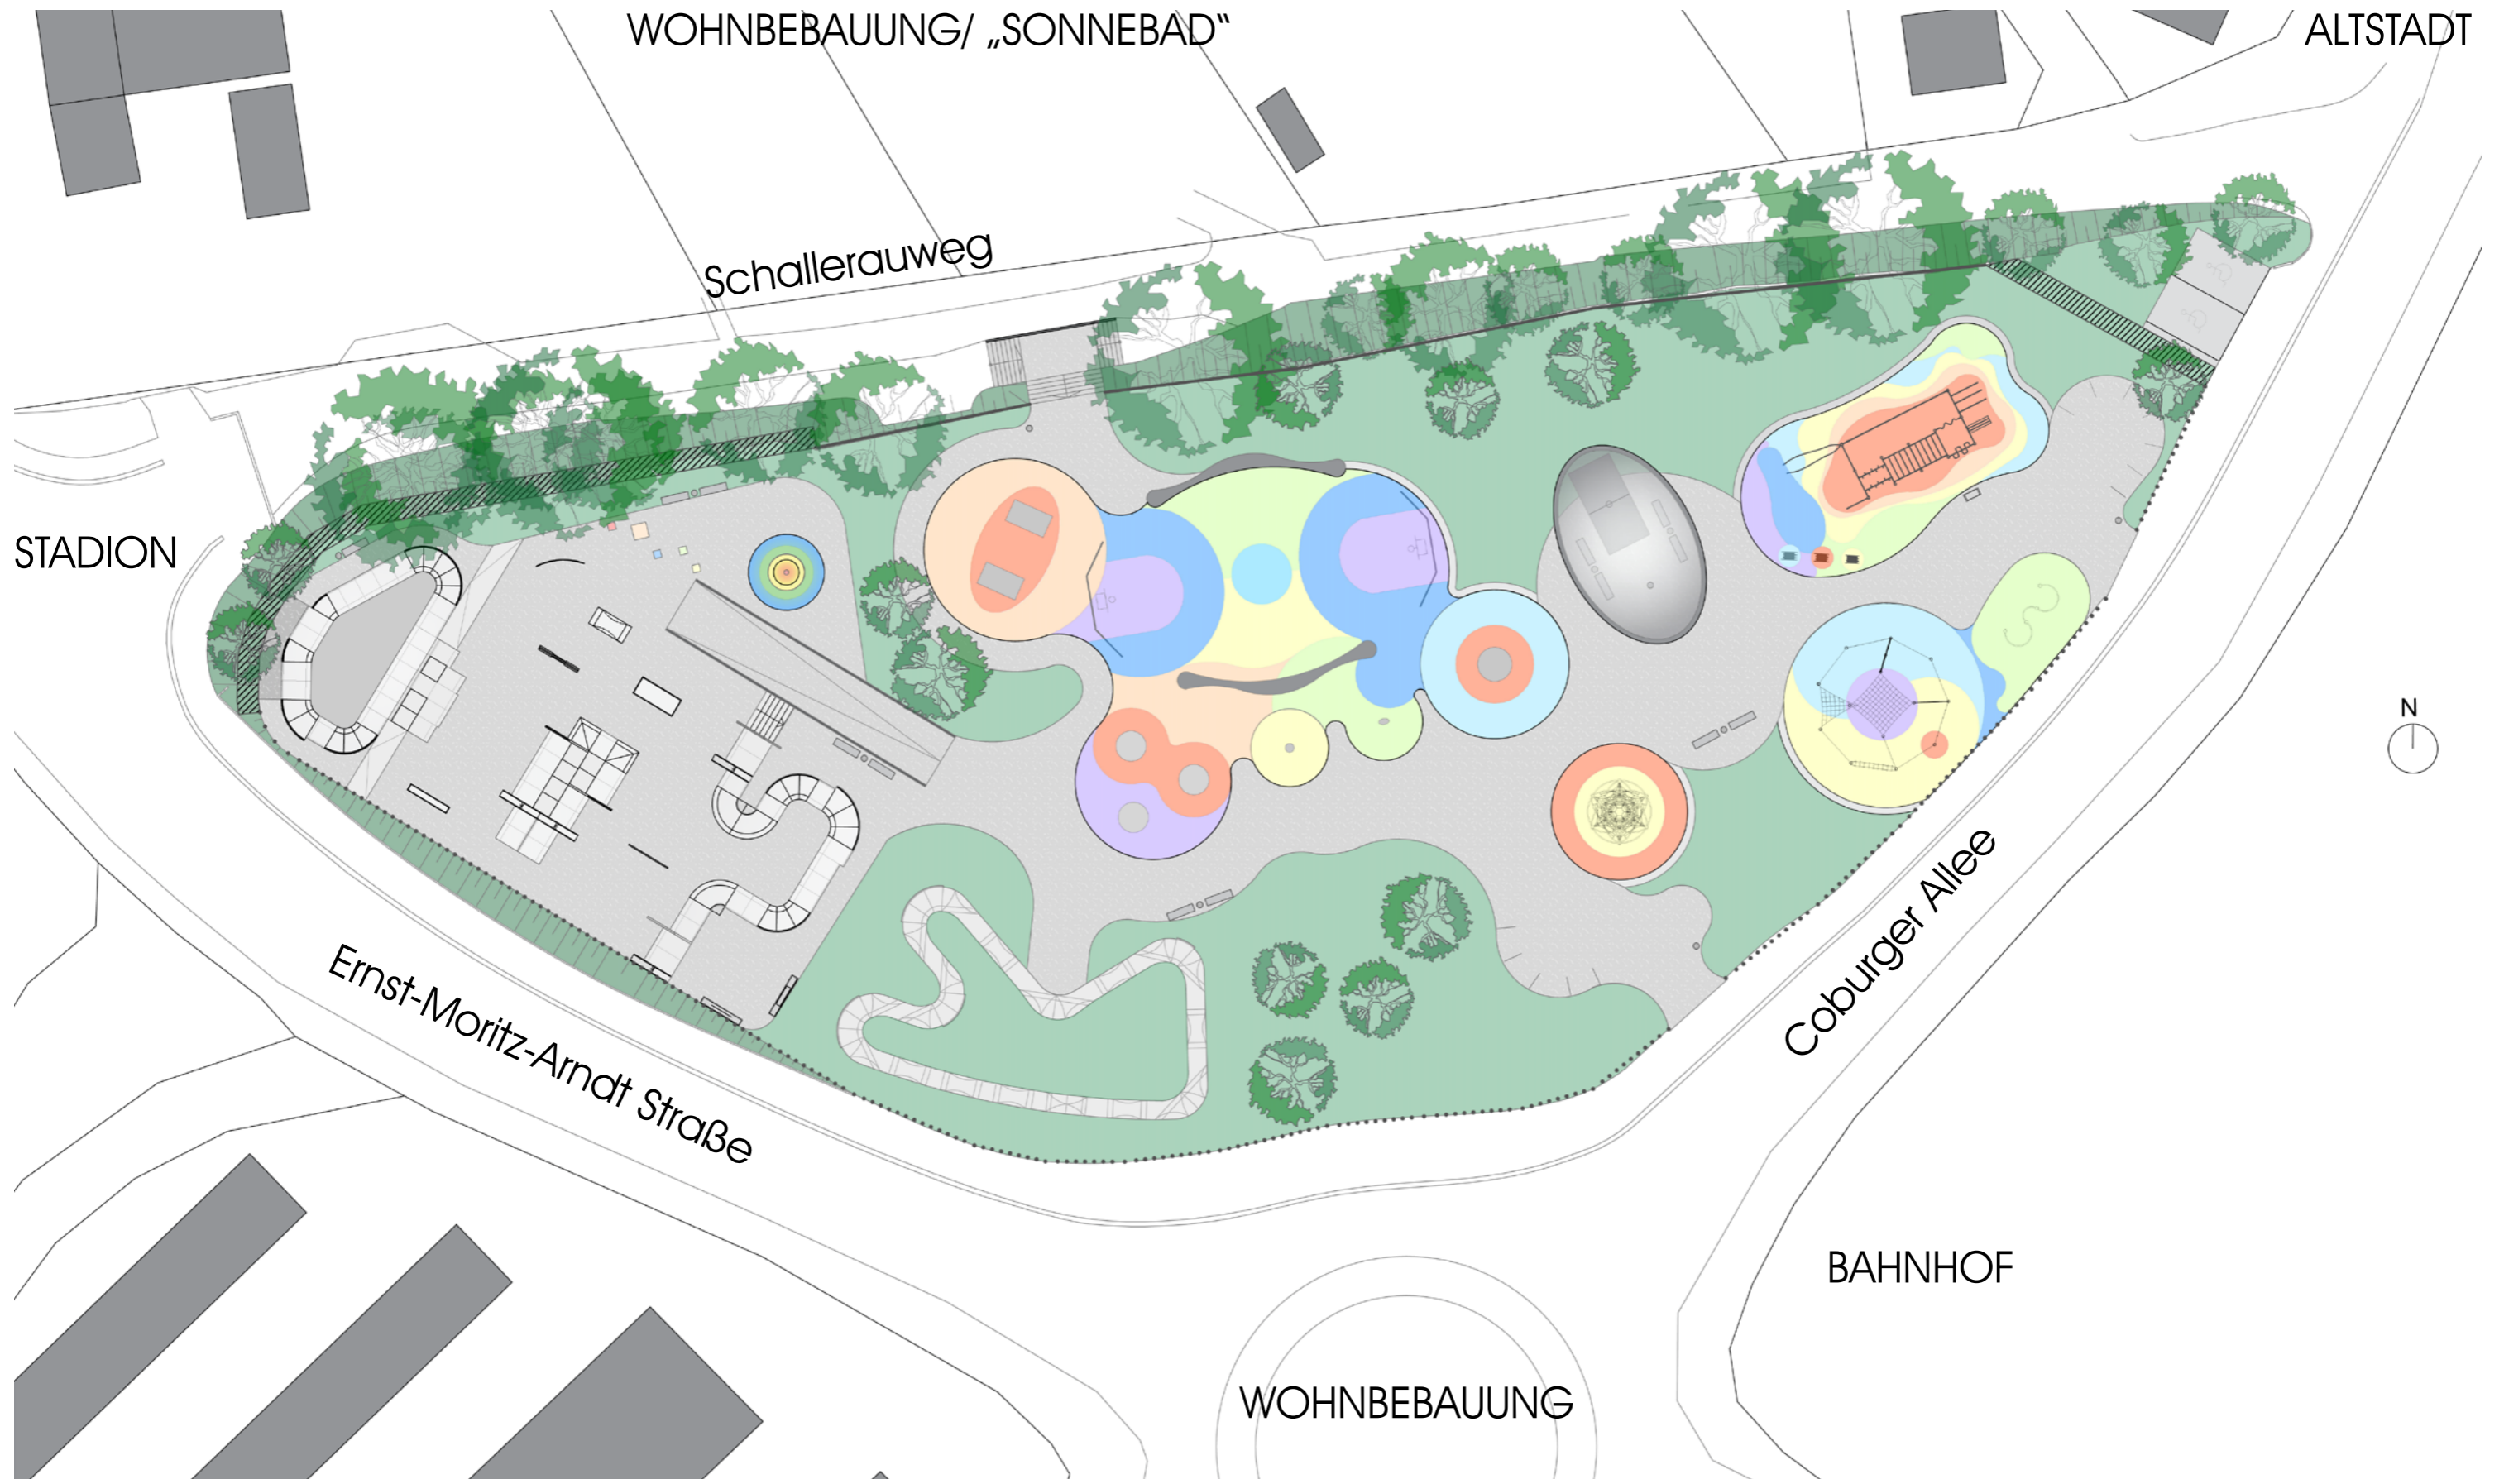 WOHNBEBAUUNG/ „SONNEBAD“
ALTSTADT
Schallerauweg
STADION
N
Coburger Allee
Ernst-Moritz-Arndt Straße
BAHNHOF
WOHNBEBAUUNG